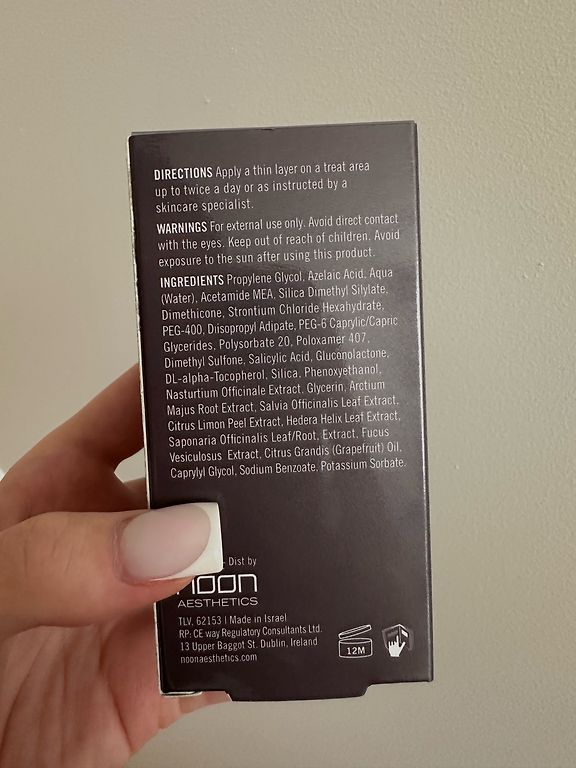 DIRECTIONS Apply a thin layer on a treat area
up to twice a day or as instructed by a
skincare specialist.
WARNINGS For external use only. Avoid direct contact
with the eyes. Keep out of reach of children. Avoid
exposure to the sun after using this product.
INGREDIENTS Propylene Glycol, Azelaic Acid, Aqua
(Water), Acetamide MEA, Silica Dimethyl Silylate,
Dimethicone, Strontium Chloride Hexahydrate,
PEG-400, Diisopropyl Adipate, PEG-6 Caprylic/Capric
Glycerides, Polysorbate 20, Poloxamer 407,
Dimethyl Sulfone, Salicylic Acid, Gluconolactone,
DL-alpha-Tocopherol, Silica, Phenoxyethanol,
Nasturtium Officinale Extract, Glycerin, Arctium
Majus Root Extract, Salvia Officinalis Leaf Extract,
Citrus Limon Peel Extract, Hedera Helix Leaf Extract,
Saponaria Officinalis Leaf/Root, Extract, Fucus
Vesiculosus Extract, Citrus Grandis (Grapefruit) Oil,
Caprylyl Glycol, Sodium Benzoate, Potassium Sorbate.
Dist by
noon
AESTHETICS
TLV. 62153 | Made in Israel
RP: CE way Regulatory Consultants Ltd.
13 Upper Baggot St. Dublin, Ireland
noonaesthetics.com
12M